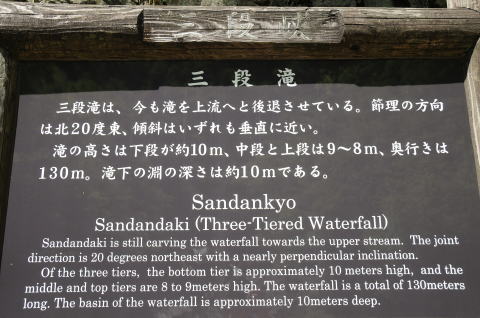 三段峡
三段滝
三段滝は、今も滝を上流へと後退させている。節理の方向
は北20度東、傾斜はいずれも垂直に近い。
滝の高さは下段が約10m、中段と上段は9〜8m、奥行きは
130m。滝下の淵の深さは約10mである。
Sandankyo
Sandandaki (Three-Tiered Waterfall)
Sandandaki is still carving the waterfall towards the upper stream. The joint
direction is 20 degrees northeast with a nearly perpendicular inclination.
Of the three tiers, the bottom tier is approximately 10 meters high, and the
middle and top tiers are 8 to 9meters high. The waterfall is a total of 130meters
long. The basin of the waterfall is approximately 10meters deep.